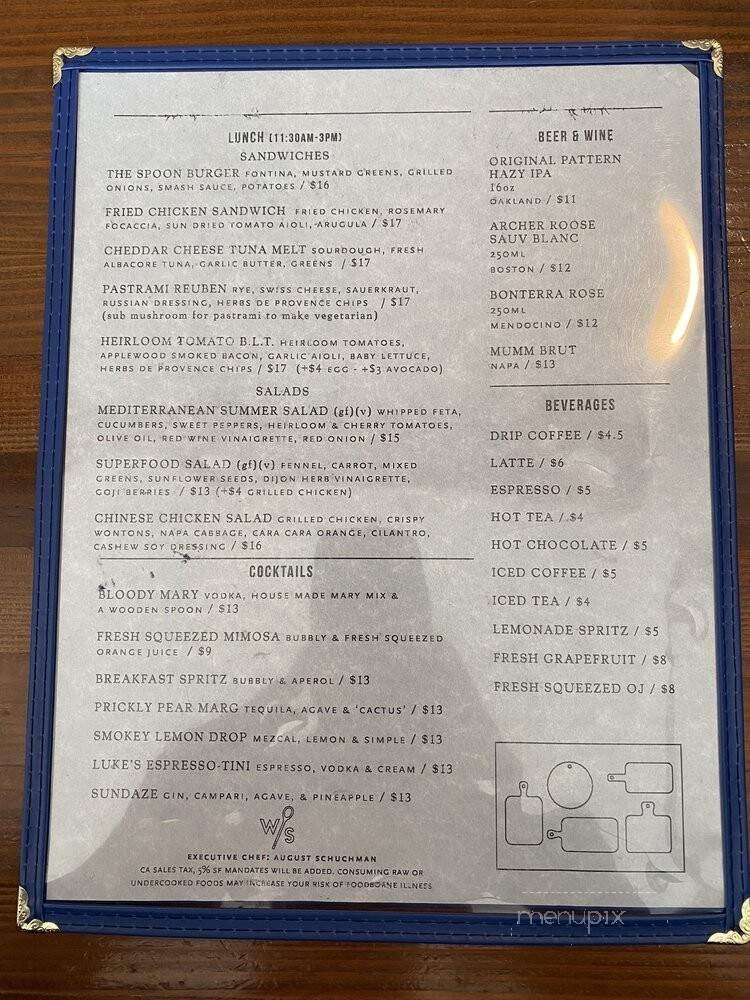 LUNCH (11:30AM-3PM)
SANDWICHES
THE SPOON BURGER FONTINA, MUSTARD GREENS, GRILLED
ONIONS, SMASH SAUCE, POTATOES / $16
FRIED CHICKEN SANDWICH FRIED CHICKEN, ROSEMARY
FOCACCIA, SUN DRIED TOMATO AIOLI, ARUGULA / $17
CHEDDAR CHEESE TUNA MELT SOURDOUGH, FRESH
ALBACORE TUNA, GARLIC BUTTER, GREENS / $17
PASTRAMI REUBEN RYE, SWISS CHEESE, SAUERKRAUT,
RUSSIAN DRESSING, HERBS DE PROVENCE CHIPS / $17
(sub mushroom for pastrami to make vegetarian)
HEIRLOOM TOMATO B.L.T. HEIRLOOM TOMATOES,
APPLEWOOD SMOKED BACON, GARLIC AIOLI, BABY LETTUCE,
HERBS DE PROVENCE CHIPS / $17 (+$4 EGG - +$3 AVOCADO)
SALADS
MEDITERRANEAN SUMMER SALAD (gf)(v) WHIPPED FETA,
CUCUMBERS, SWEET PEPPERS, HEIRLOOM & CHERRY TOMATOES,
OLIVE OIL, RED WINE VINAIGRETTE, RED ONION / $15
SUPERFOOD SALAD (gf)(v) FENNEL, CARROT, MIXED
GREENS, SUNFLOWER SEEDS, DIJON HERB VINAIGRETTE,
GOJI BERRIES / $13 (+$4 GRILLED CHICKEN)
CHINESE CHICKEN SALAD GRILLED CHICKEN, CRISPY
WONTONS, NAPA CABBAGE, CARA CARA ORANGE, CILANTRO,
CASHEW SOY DRESSING / $16
COCKTAILS
BLOODY MARY VODKA, HOUSE MADE MARY MIX &
A WOODEN SPOON / $13
FRESH SQUEEZED MIMOSA BUBBLY & FRESH SQUEEZED
ORANGE JUICE / $9
BREAKFAST SPRITZ BUBBLY & APEROL / $13
PRICKLY PEAR MARG TEQUILA, AGAVE & 'CACTUS' / $13
SMOKEY LEMON DROP MEZCAL, LEMON & SIMPLE / $13
LUKE'S ESPRESSO-TINI ESPRESSO, VODKA & CREAM / $13
SUNDAZE GIN, CAMPARI, AGAVE, & PINEAPPLE / $13
W/S
EXECUTIVE CHEF: AUGUST SCHUCHMAN
CA SALES TAX, 5% SF MANDATES WILL BE ADDED. CONSUMING RAW OR
UNDERCOOKED FOODS MAY INCREASE YOUR RISK OF FOODBORNE ILLNESS
BEER & WINE
ORIGINAL PATTERN
HAZY IPA
16oz
OAKLAND / $11
ARCHER ROOSE
SAUV BLANC
250ML
BOSTON / $12
BONTERRA ROSE
250ML
MENDOCINO / $12
MUMM BRUT
NAPA / $13
BEVERAGES
DRIP COFFEE / $4.5
LATTE / $6
ESPRESSO / $5
HOT TEA / $4
HOT CHOCOLATE / $5
ICED COFFEE / $5
ICED TEA / $4
LEMONADE SPRITZ / $5
FRESH GRAPEFRUIT / $8
FRESH SQUEEZED OJ / $8
menupix